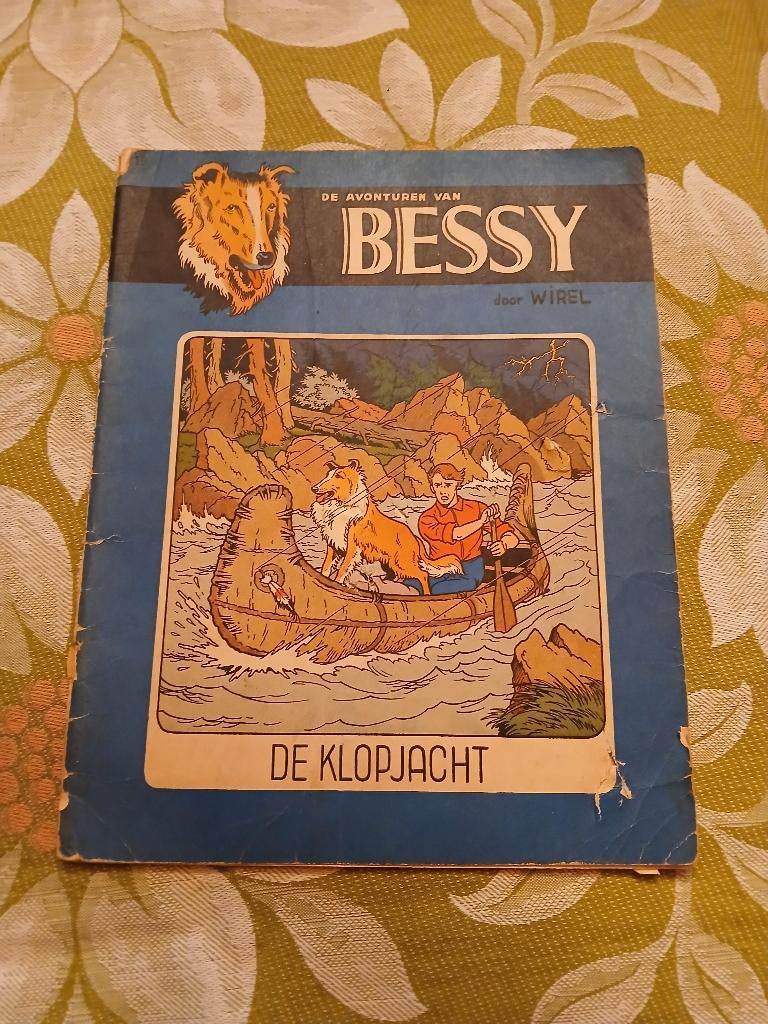 DE AVONTUREN VAN
BESSY
door WiREL
DE KLOPJACHT